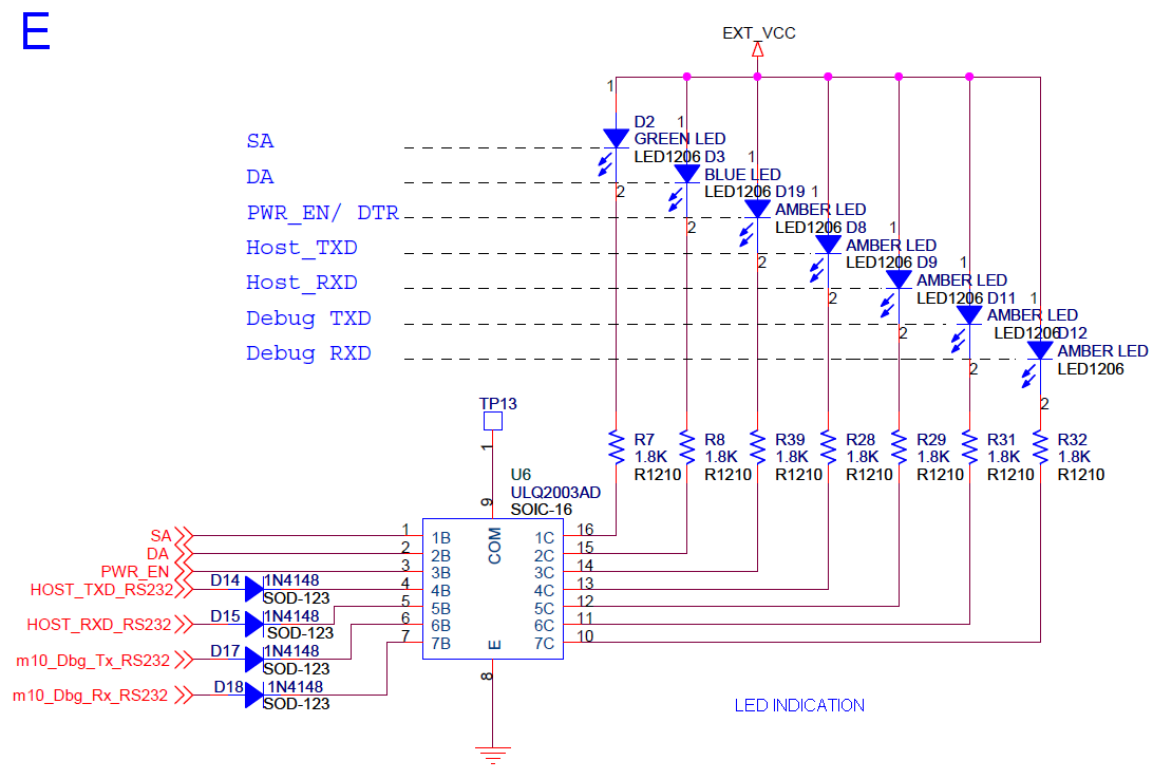 E
EXT_VCC
1
D2
1
GREEN LED
SA
LED1206 D3
1
BLUE LED
DA
2
LED1206 D19
1
AMBER LED
PWR_EN/ DTR
2
LED1206 D8
1
AMBER LED
Host_TXD
2
LED1206 D9
1
AMBER LED
Host_RXD
2
LED1206 D11
1
AMBER LED
Debug TXD
2
LED1206 D12
AMBER LED
Debug RXD
2
LED1206
2
TP13
1
R7
1.8K
R1210
R8
1.8K
R1210
R39
1.8K
R1210
R28
1.8K
R1210
R29
1.8K
R1210
R31
1.8K
R1210
R32
1.8K
R1210
U6
ULQ2003AD
SOIC-16
9
COM
SA 1 1B 1C 16
DA 2 2B 2C 15
PWR_EN 3 3B 3C 14
HOST_TXD_RS232 D14 1N4148 4 4B 4C 13
SOD-123 5 5B 5C 12
HOST_RXD_RS232 D15 1N4148 6 6B 6C 11
SOD-123 7 7B 7C 10
m10_Dbg_Tx_RS232 D17 1N4148
SOD-123
m10_Dbg_Rx_RS232 D18 1N4148
SOD-123
E
8
LED INDICATION